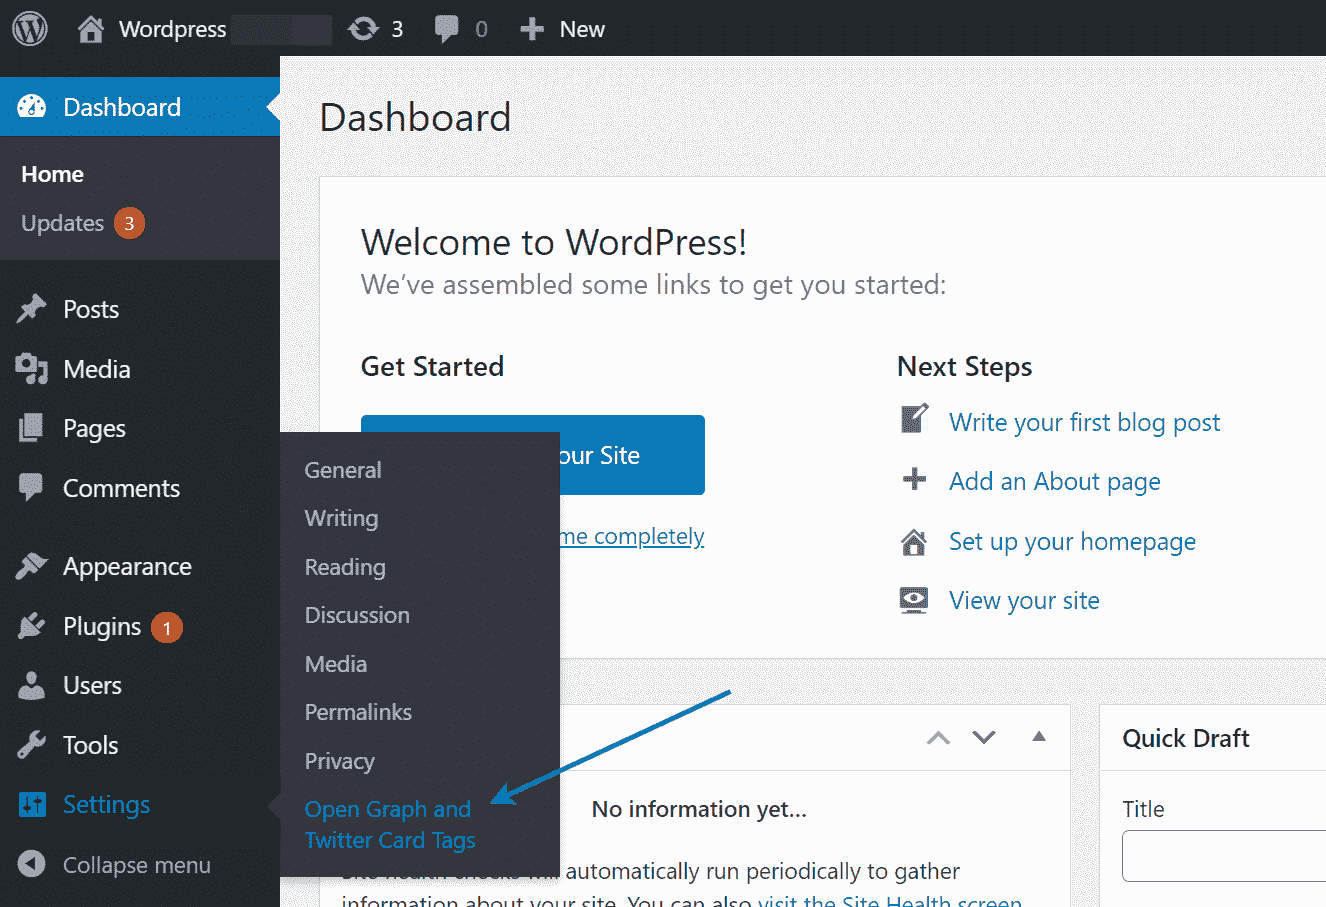 Wordpress 3 0 New
Dashboard
Home
Updates 3
Posts
Media
Pages
Comments
Appearance
Plugins 1
Users
Tools
Settings
Collapse menu
General
Writing
Reading
Discussion
Media
Permalinks
Privacy
Open Graph and
Twitter Card Tags
Dashboard
Welcome to WordPress!
We've assembled some links to get you started:
Get Started
our Site
me completely
Next Steps
Write your first blog post
Add an About page
Set up your homepage
View your site
No information yet...
automatically run periodically to gather
information about your site. You can also visit the Site Health screen
Quick Draft
Title